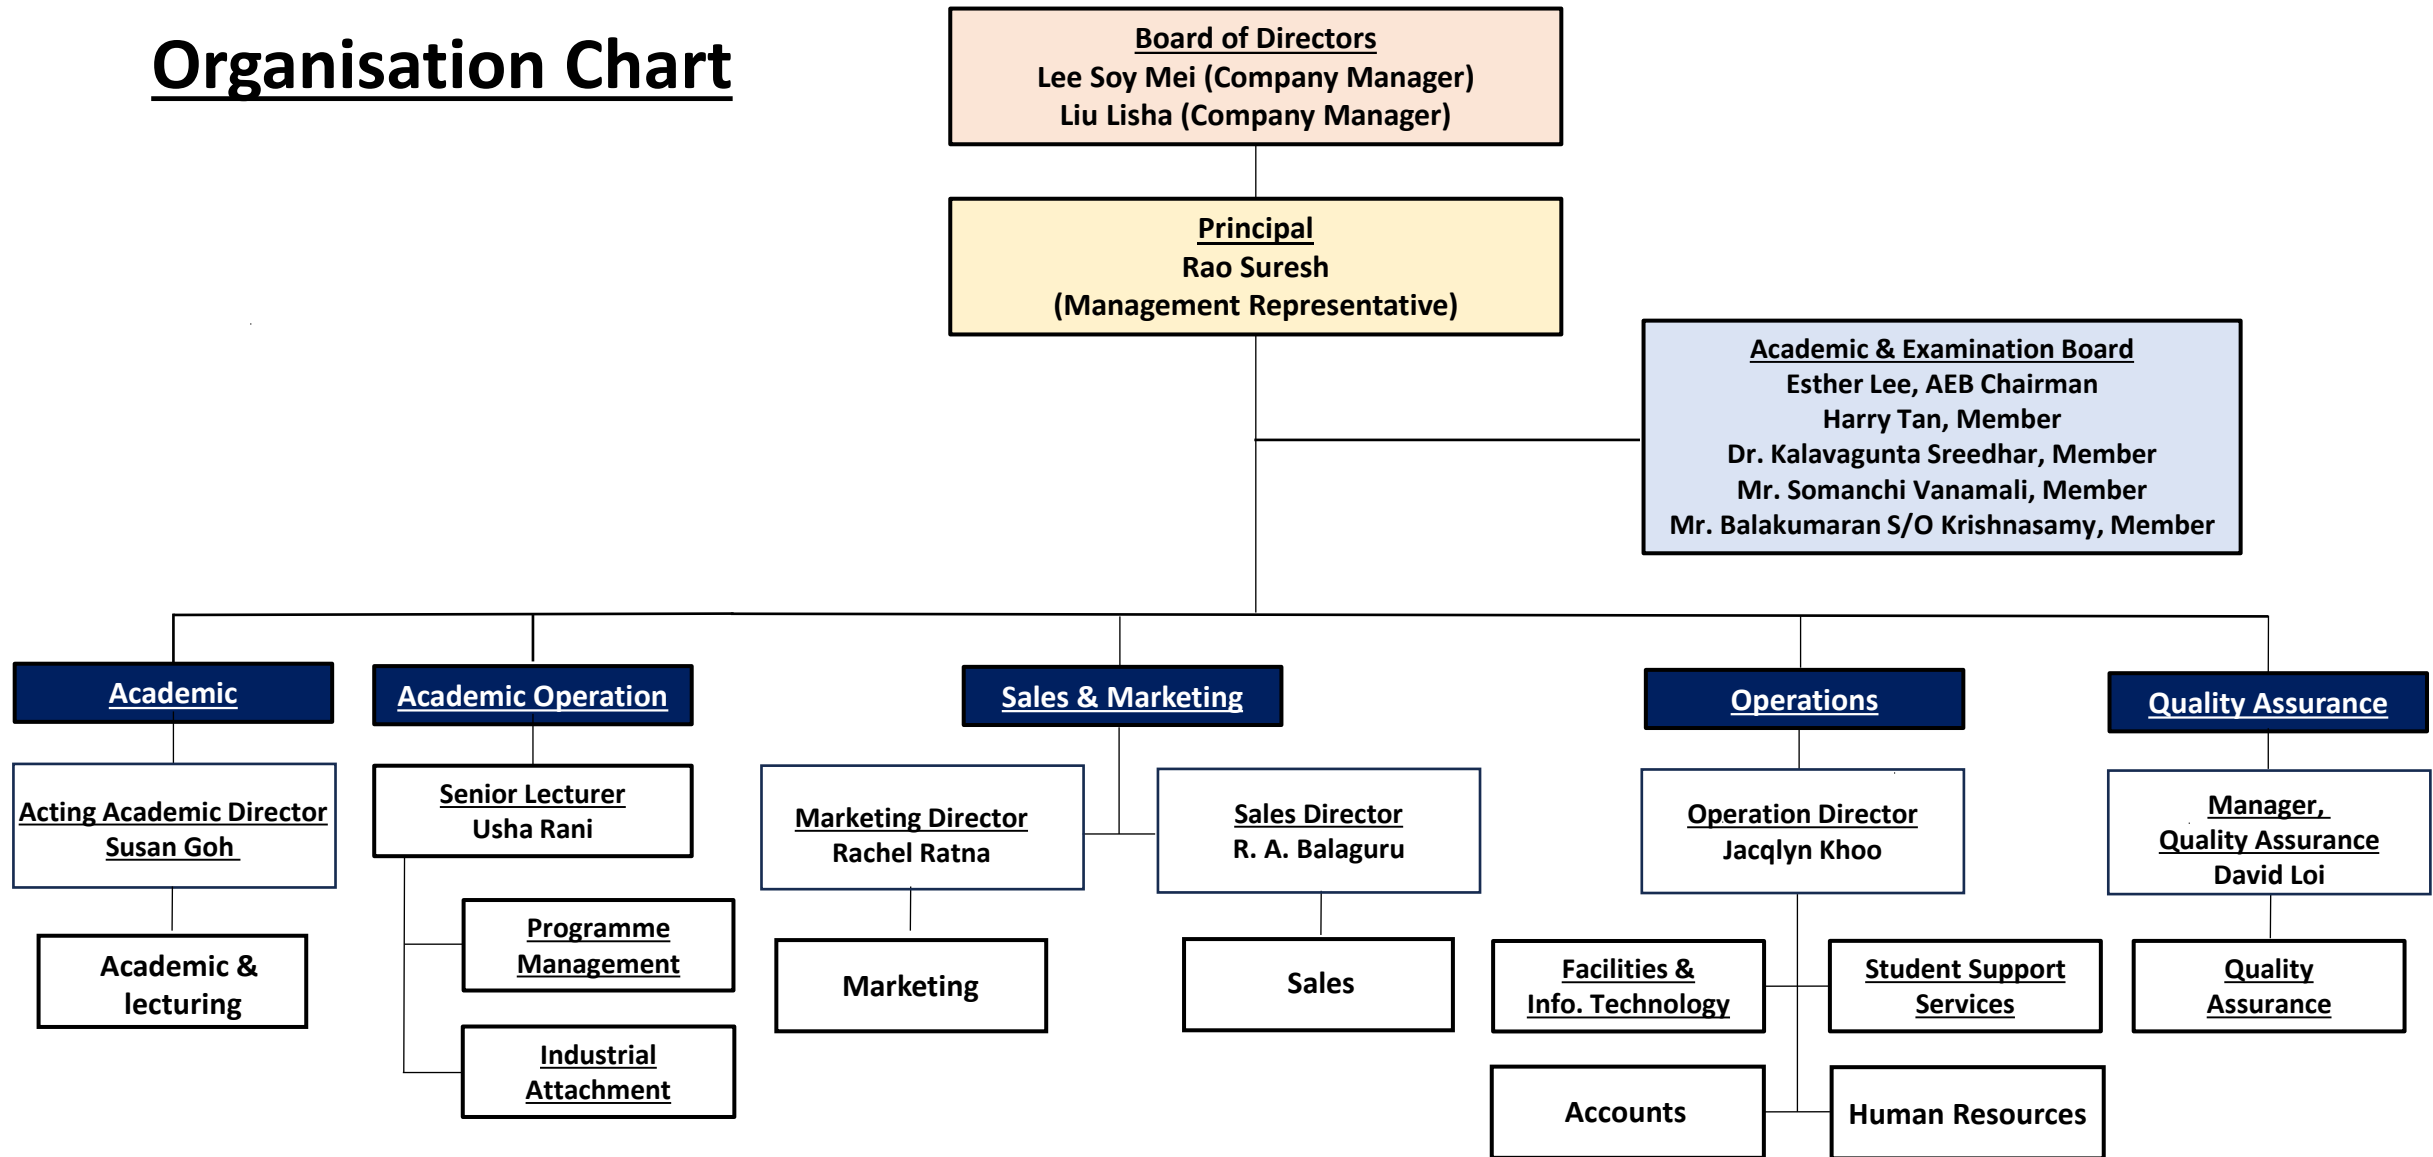 Organisation Chart
Board of Directors
Lee Soy Mei (Company Manager)
Liu Lisha (Company Manager)
Principal
Rao Suresh
(Management Representative)
Academic & Examination Board
Esther Lee, AEB Chairman
Harry Tan, Member
Dr. Kalavagunta Sreedhar, Member
Mr. Somanchi Vanamali, Member
Mr. Balakumaran S/O Krishnasamy, Member
Academic
Acting Academic Director
Susan Goh
Academic &
lecturing
Academic Operation
Senior Lecturer
Usha Rani
Programme
Management
Industrial
Attachment
Sales & Marketing
Marketing Director
Rachel Ratna
Marketing
Sales Director
R. A. Balaguru
Sales
Operations
Operation Director
Jacqlyn Khoo
Facilities &
Info. Technology
Student Support
Services
Accounts
Human Resources
Quality Assurance
Manager,
Quality Assurance
David Loi
Quality
Assurance